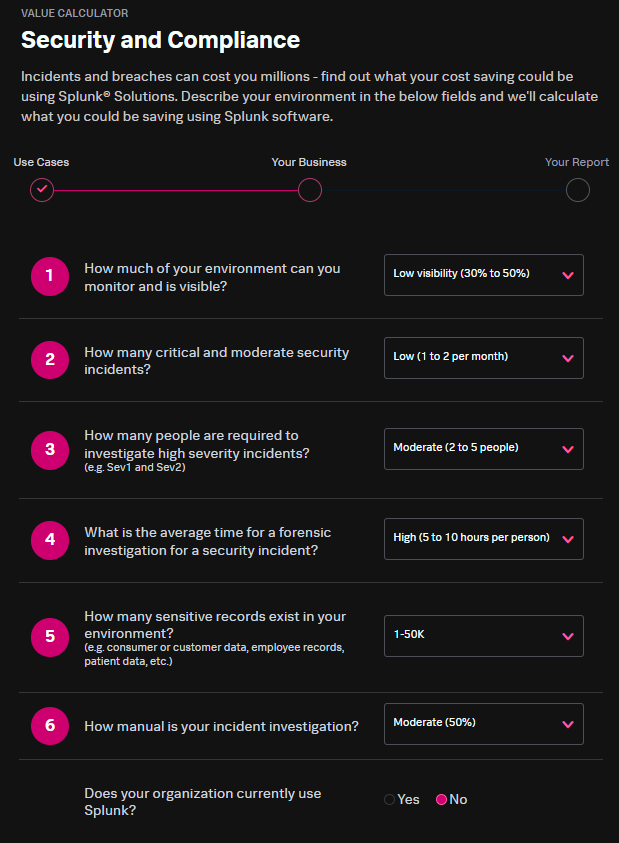 VALUE CALCULATOR
Security and Compliance
Incidents and breaches can cost you millions - find out what your cost saving could be
using Splunk® Solutions. Describe your environment in the below fields and we'll calculate
what you could be saving using Splunk software.
Use Cases
Your Business
Your Report
1
How much of your environment can you
monitor and is visible?
Low visibility (30% to 50%)
2
How many critical and moderate security
incidents?
Low (1 to 2 per month)
3
How many people are required to
investigate high severity incidents?
(e.g. Sev1 and Sev2)
Moderate (2 to 5 people)
4
What is the average time for a forensic
investigation for a security incident?
High (5 to 10 hours per person)
5
How many sensitive records exist in your
environment?
(e.g. consumer or customer data, employee records,
patient data, etc.)
1-50K
6
How manual is your incident investigation?
Moderate (50%)
Does your organization currently use
Splunk?
Yes
No